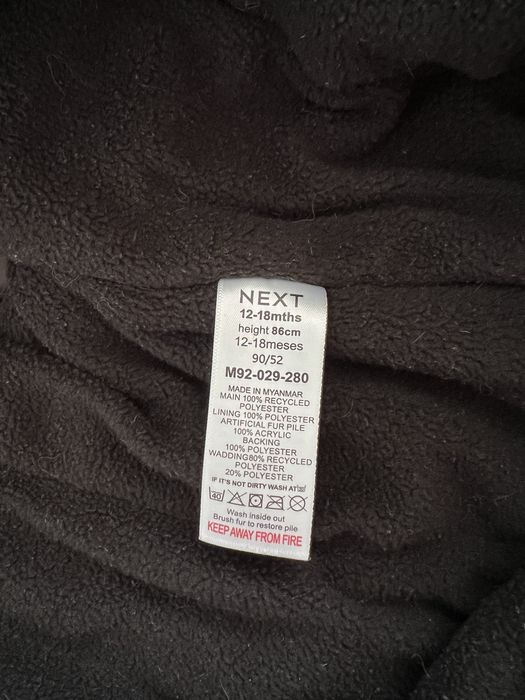 NEXT
12-18mths
height 86cm
12-18meses
90/52
M92-029-280
MADE IN MYANMAR
MAIN 100% RECYCLED
POLYESTER
LINING 100% POLYESTER
ARTIFICIAL FUR PILE
100% ACRYLIC
BACKING
100% POLYESTER
WADDING80% RECYCLED
POLYESTER
20% POLYESTER
IF IT'S NOT DIRTY WASH AT 30
40
Wash inside out
Brush fur to restore pile
KEEP AWAY FROM FIRE